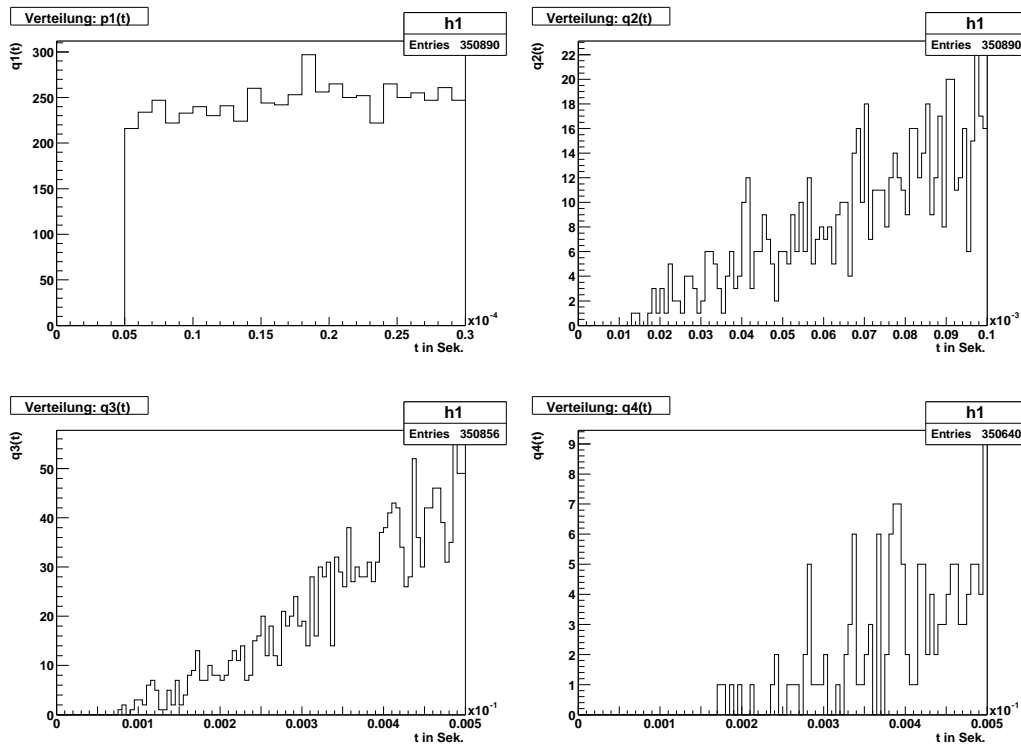 Verteilung: p1(t)
h1
Entries 350890
q1(t)
300
250
200
150
100
50
0
0 0.05 0.1 0.15 0.2 0.25 0.3
x10^-4
t in Sek.
Verteilung: q2(t)
h1
Entries 350890
q2(t)
22
20
18
16
14
12
10
8
6
4
2
0
0 0.01 0.02 0.03 0.04 0.05 0.06 0.07 0.08 0.09 0.1
x10^-3
t in Sek.
Verteilung: q3(t)
h1
Entries 350856
q3(t)
50
40
30
20
10
0
0 0.001 0.002 0.003 0.004 0.005
x10^-1
t in Sek.
Verteilung: q4(t)
h1
Entries 350640
q4(t)
9
8
7
6
5
4
3
2
1
0
0 0.001 0.002 0.003 0.004 0.005
x10^-1
t in Sek.